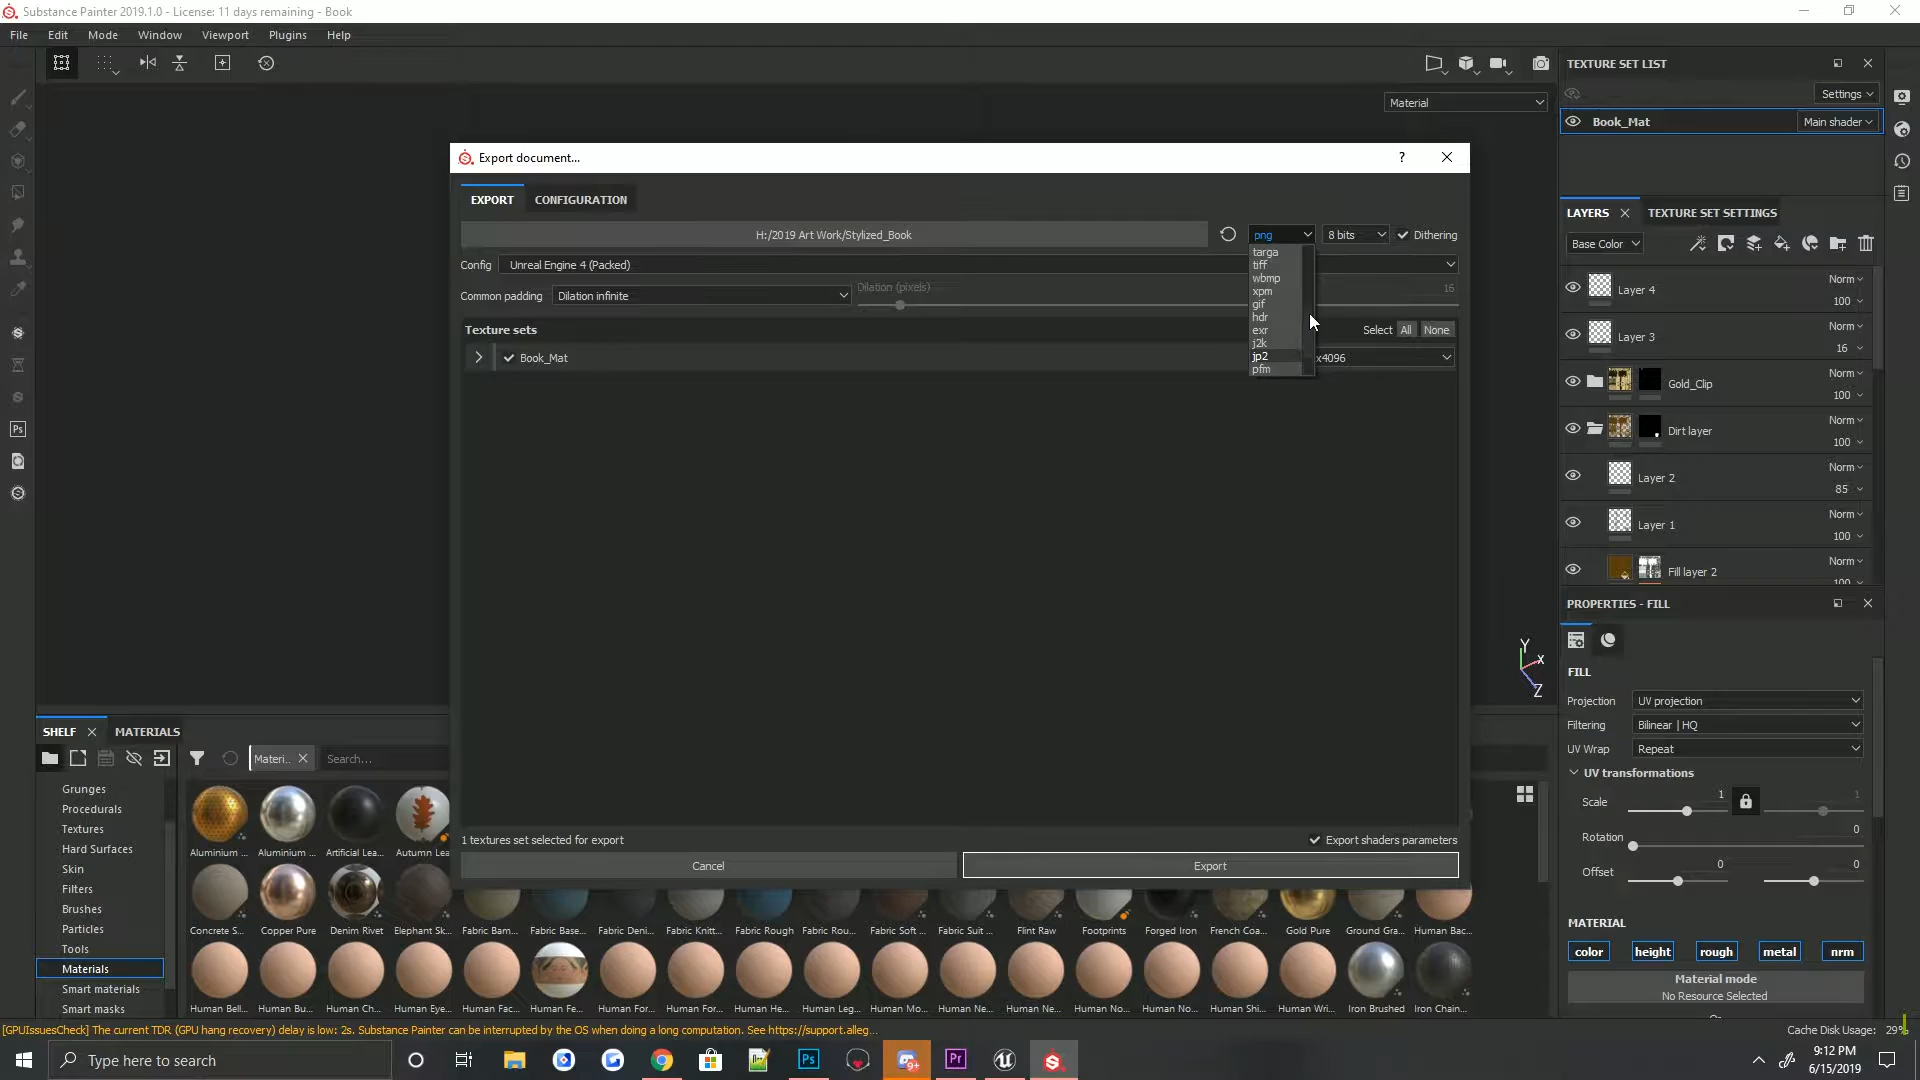 Substance Painter 2019.1.0 - License: 11 days remaining - Book
File Edit Mode Window Viewport Plugins Help
Material
TEXTURE SET LIST
Settings
Book_Mat Main shader
Export document...
?
EXPORT CONFIGURATION
H:/2019 Art Work/Stylized_Book
png 8 bits Dithering
targa
tiff
wbmp
xpm
gif
hdr
exr
j2k
jp2
pfm
Config Unreal Engine 4 (Packed)
Common padding Dilation infinite Dilation (pixels) 16
Texture sets Select All None
Book_Mat x4096
1 textures set selected for export Export shaders parameters
Cancel Export
LAYERS TEXTURE SET SETTINGS
Base Color
Layer 4 Norm 100
Layer 3 Norm 16
Gold_Clip Norm 100
Dirt layer Norm 100
Layer 2 Norm 85
Layer 1 Norm 100
Fill layer 2 Norm 100
Y
X
Z
PROPERTIES - FILL
FILL
Projection UV projection
Filtering Bilinear | HQ
UV Wrap Repeat
UV transformations
Scale 1 1
Rotation 0
Offset 0 0
MATERIAL
color height rough metal nrm
Material mode
No Resource Selected
SHELF MATERIALS
Materi.. Search...
Grunges
Procedurals
Textures
Hard Surfaces
Skin
Filters
Brushes
Particles
Tools
Materials
Smart materials
Smart masks
Aluminium ... Aluminium ... Artificial Lea... Autumn Lea...
Concrete S... Copper Pure Denim Rivet Elephant Sk... Fabric Bam... Fabric Base... Fabric Deni... Fabric Knitt... Fabric Rough Fabric Rou... Fabric Soft ... Fabric Suit ... Flint Raw Footprints Forged Iron French Coa... Gold Pure Ground Gra... Human Bac...
Human Bell... Human Bu... Human Ch... Human Eye... Human Fac... Human Fe... Human For... Human For... Human He... Human Leg... Human Mo... Human Ne... Human Ne... Human No... Human No... Human Shi... Human Wri... Iron Brushed Iron Chain...
[GPUIssuesCheck] The current TDR (GPU hang recovery) delay is low: 2s. Substance Painter can be interrupted by the OS when doing a long computation. See https://support.alleg...
Cache Disk Usage: 29%
Type here to search
Ps
Ps
9+
Pr
9:12 PM
6/15/2019